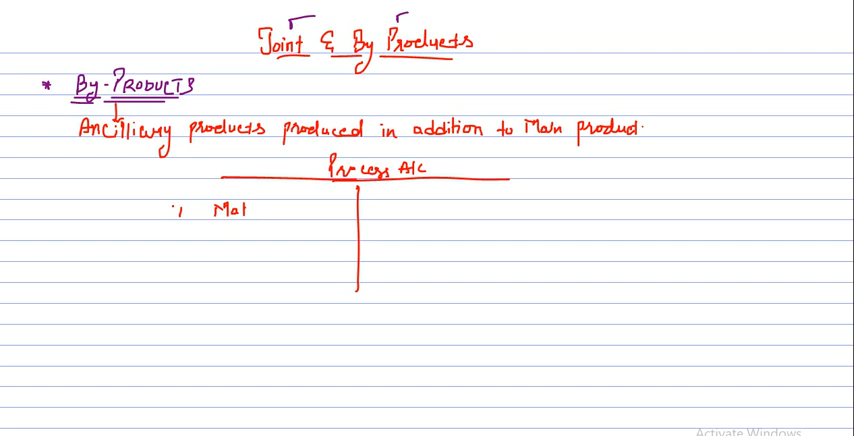 Joint & By Products
* By-PRODUCTS
Ancilliary products produced in addition to Main product.
Process A/c
Mat
Activate Windows